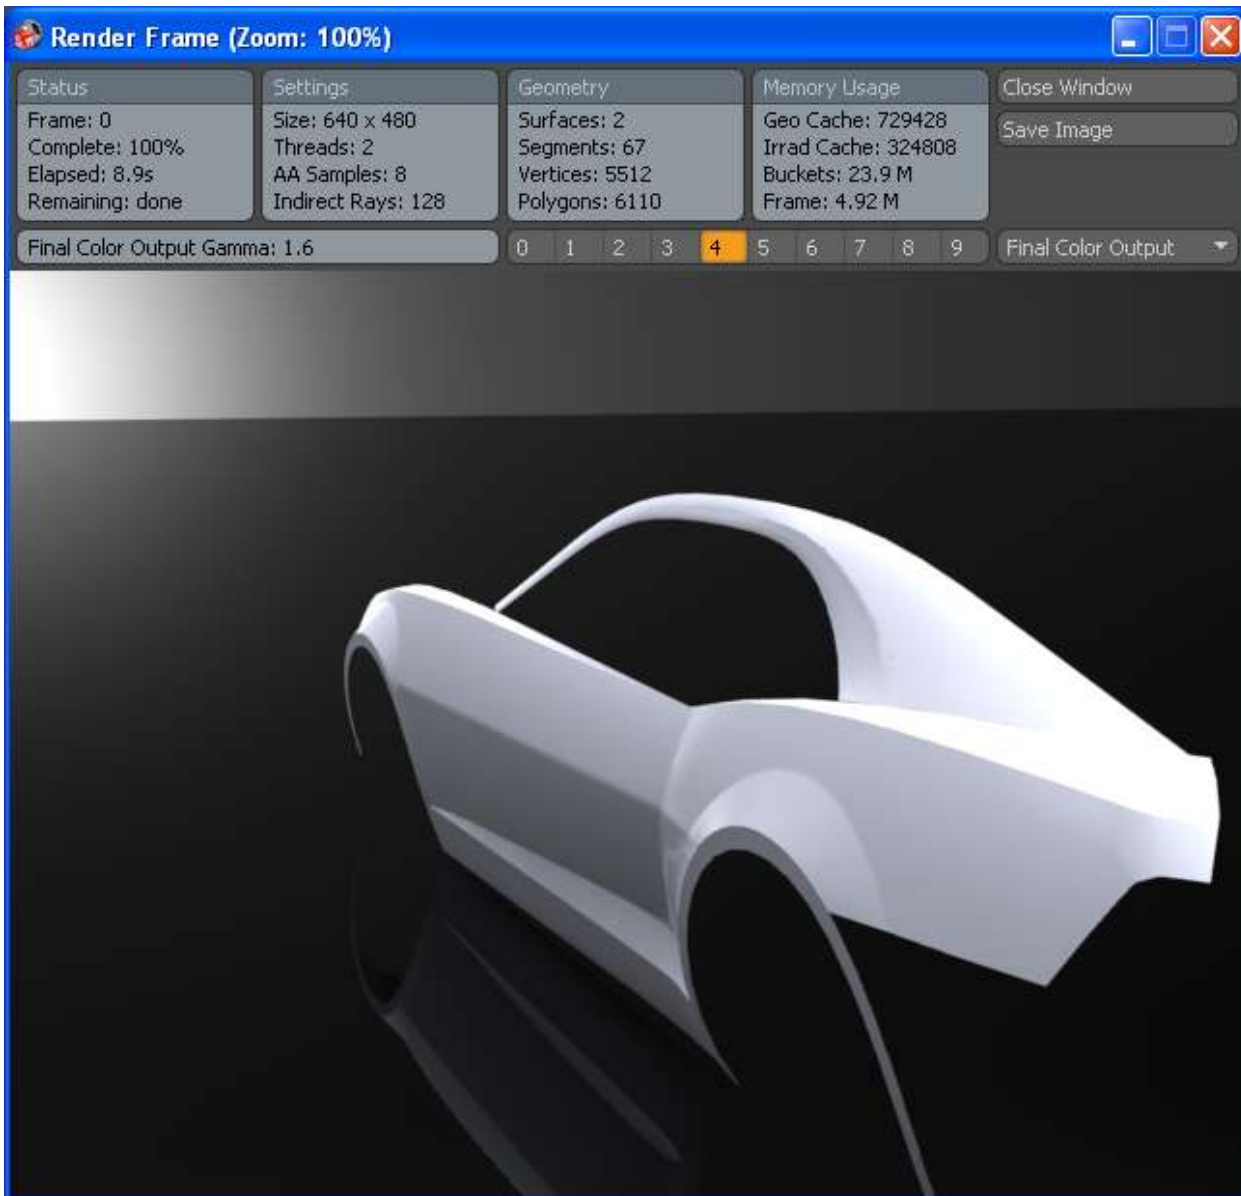 Render Frame (Zoom: 100%)
Status
Frame: 0
Complete: 100%
Elapsed: 8.9s
Remaining: done
Settings
Size: 640 x 480
Threads: 2
AA Samples: 8
Indirect Rays: 128
Geometry
Surfaces: 2
Segments: 67
Vertices: 5512
Polygons: 6110
Memory Usage
Geo Cache: 729428
Irrad Cache: 324808
Buckets: 23.9 M
Frame: 4.92 M
Close Window
Save Image
Final Color Output Gamma: 1.6
0 1 2 3 4 5 6 7 8 9
Final Color Output